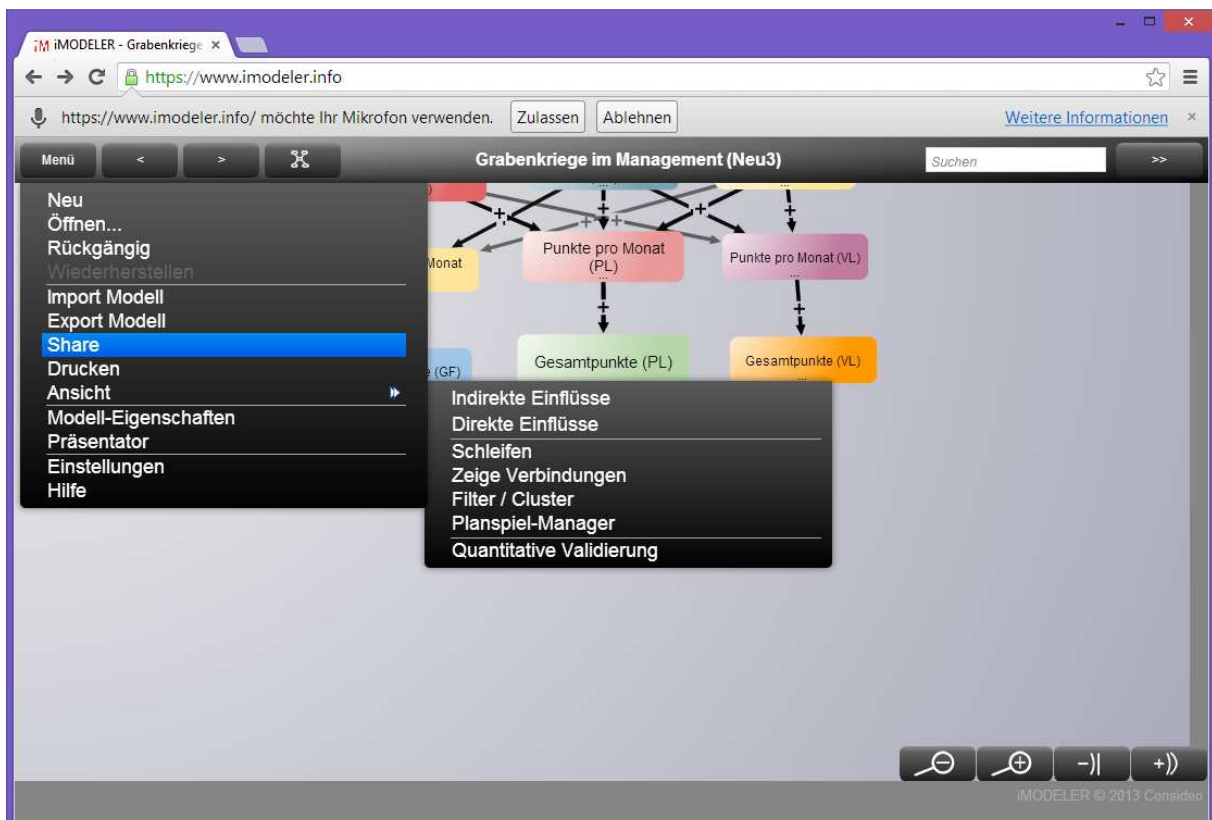 iMODELER - Grabenkriege
https://www.imodeler.info
https://www.imodeler.info/ möchte Ihr Mikrofon verwenden. Zulassen Ablehnen Weitere Informationen
Menü < > Grabenkriege im Management (Neu3) Suchen >>
Neu
Öffnen...
Rückgängig
Wiederherstellen
Import Modell
Export Modell
Share
Drucken
Ansicht
Modell-Eigenschaften
Präsentator
Einstellungen
Hilfe
Monat
Punkte pro Monat
(PL)
...
Punkte pro Monat (VL)
...
(GF)
Gesamtpunkte (PL)
Gesamtpunkte (VL)
...
Indirekte Einflüsse
Direkte Einflüsse
Schleifen
Zeige Verbindungen
Filter / Cluster
Planspiel-Manager
Quantitative Validierung
-)| +))
iMODELER © 2013 Consideo